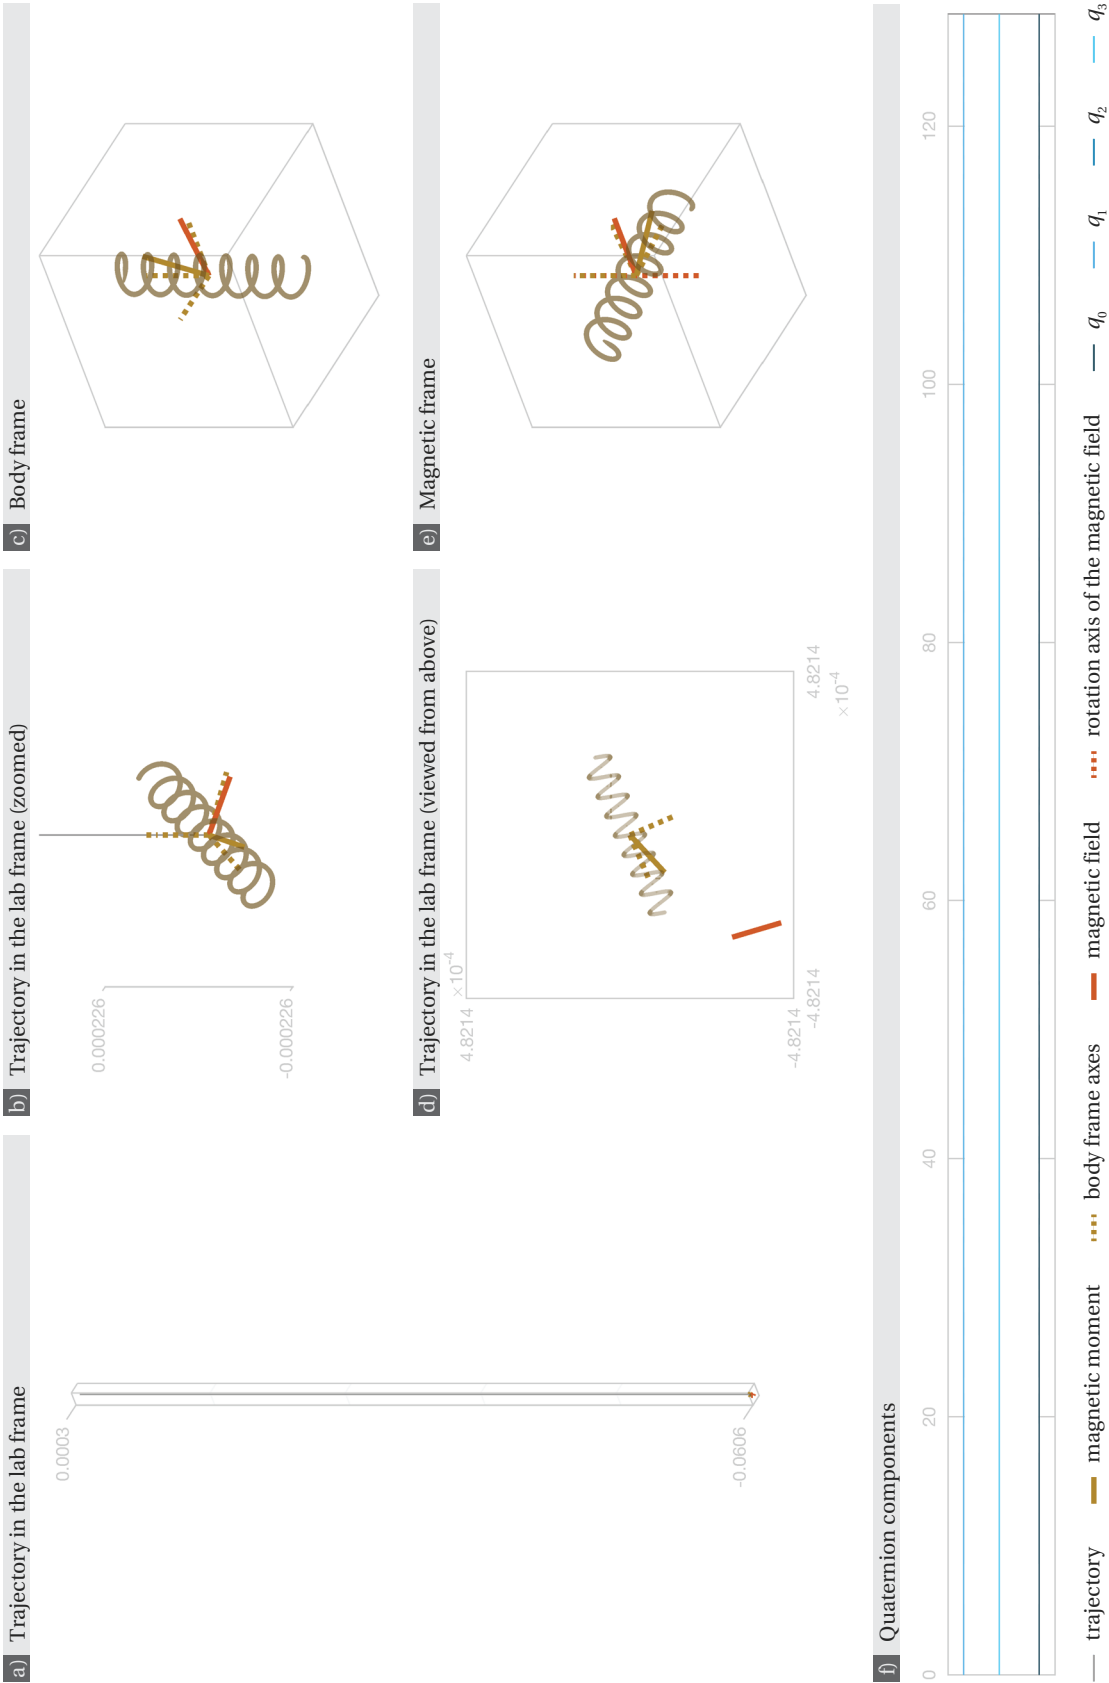 a) Trajectory in the lab frame
0.0003
-0.0606
b) Trajectory in the lab frame (zoomed)
0.000226
-0.000226
c) Body frame
d) Trajectory in the lab frame (viewed from above)
×10⁻⁴
4.8214
-4.8214
-4.8214
4.8214
×10⁻⁴
e) Magnetic frame
f) Quaternion components
0 20 40 60 80 100 120
trajectory magnetic moment body frame axes magnetic field rotation axis of the magnetic field q₀ q₁ q₂ q₃